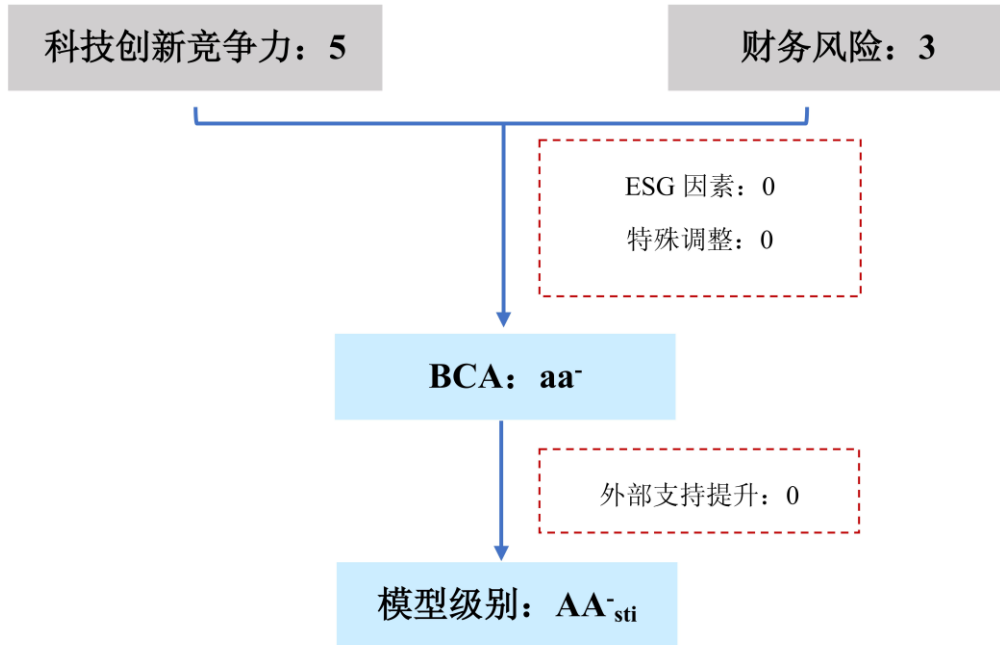 科技创新竞争力：5
财务风险：3
ESG 因素：0
特殊调整：0
BCA：aa-
外部支持提升：0
模型级别：AA-sti